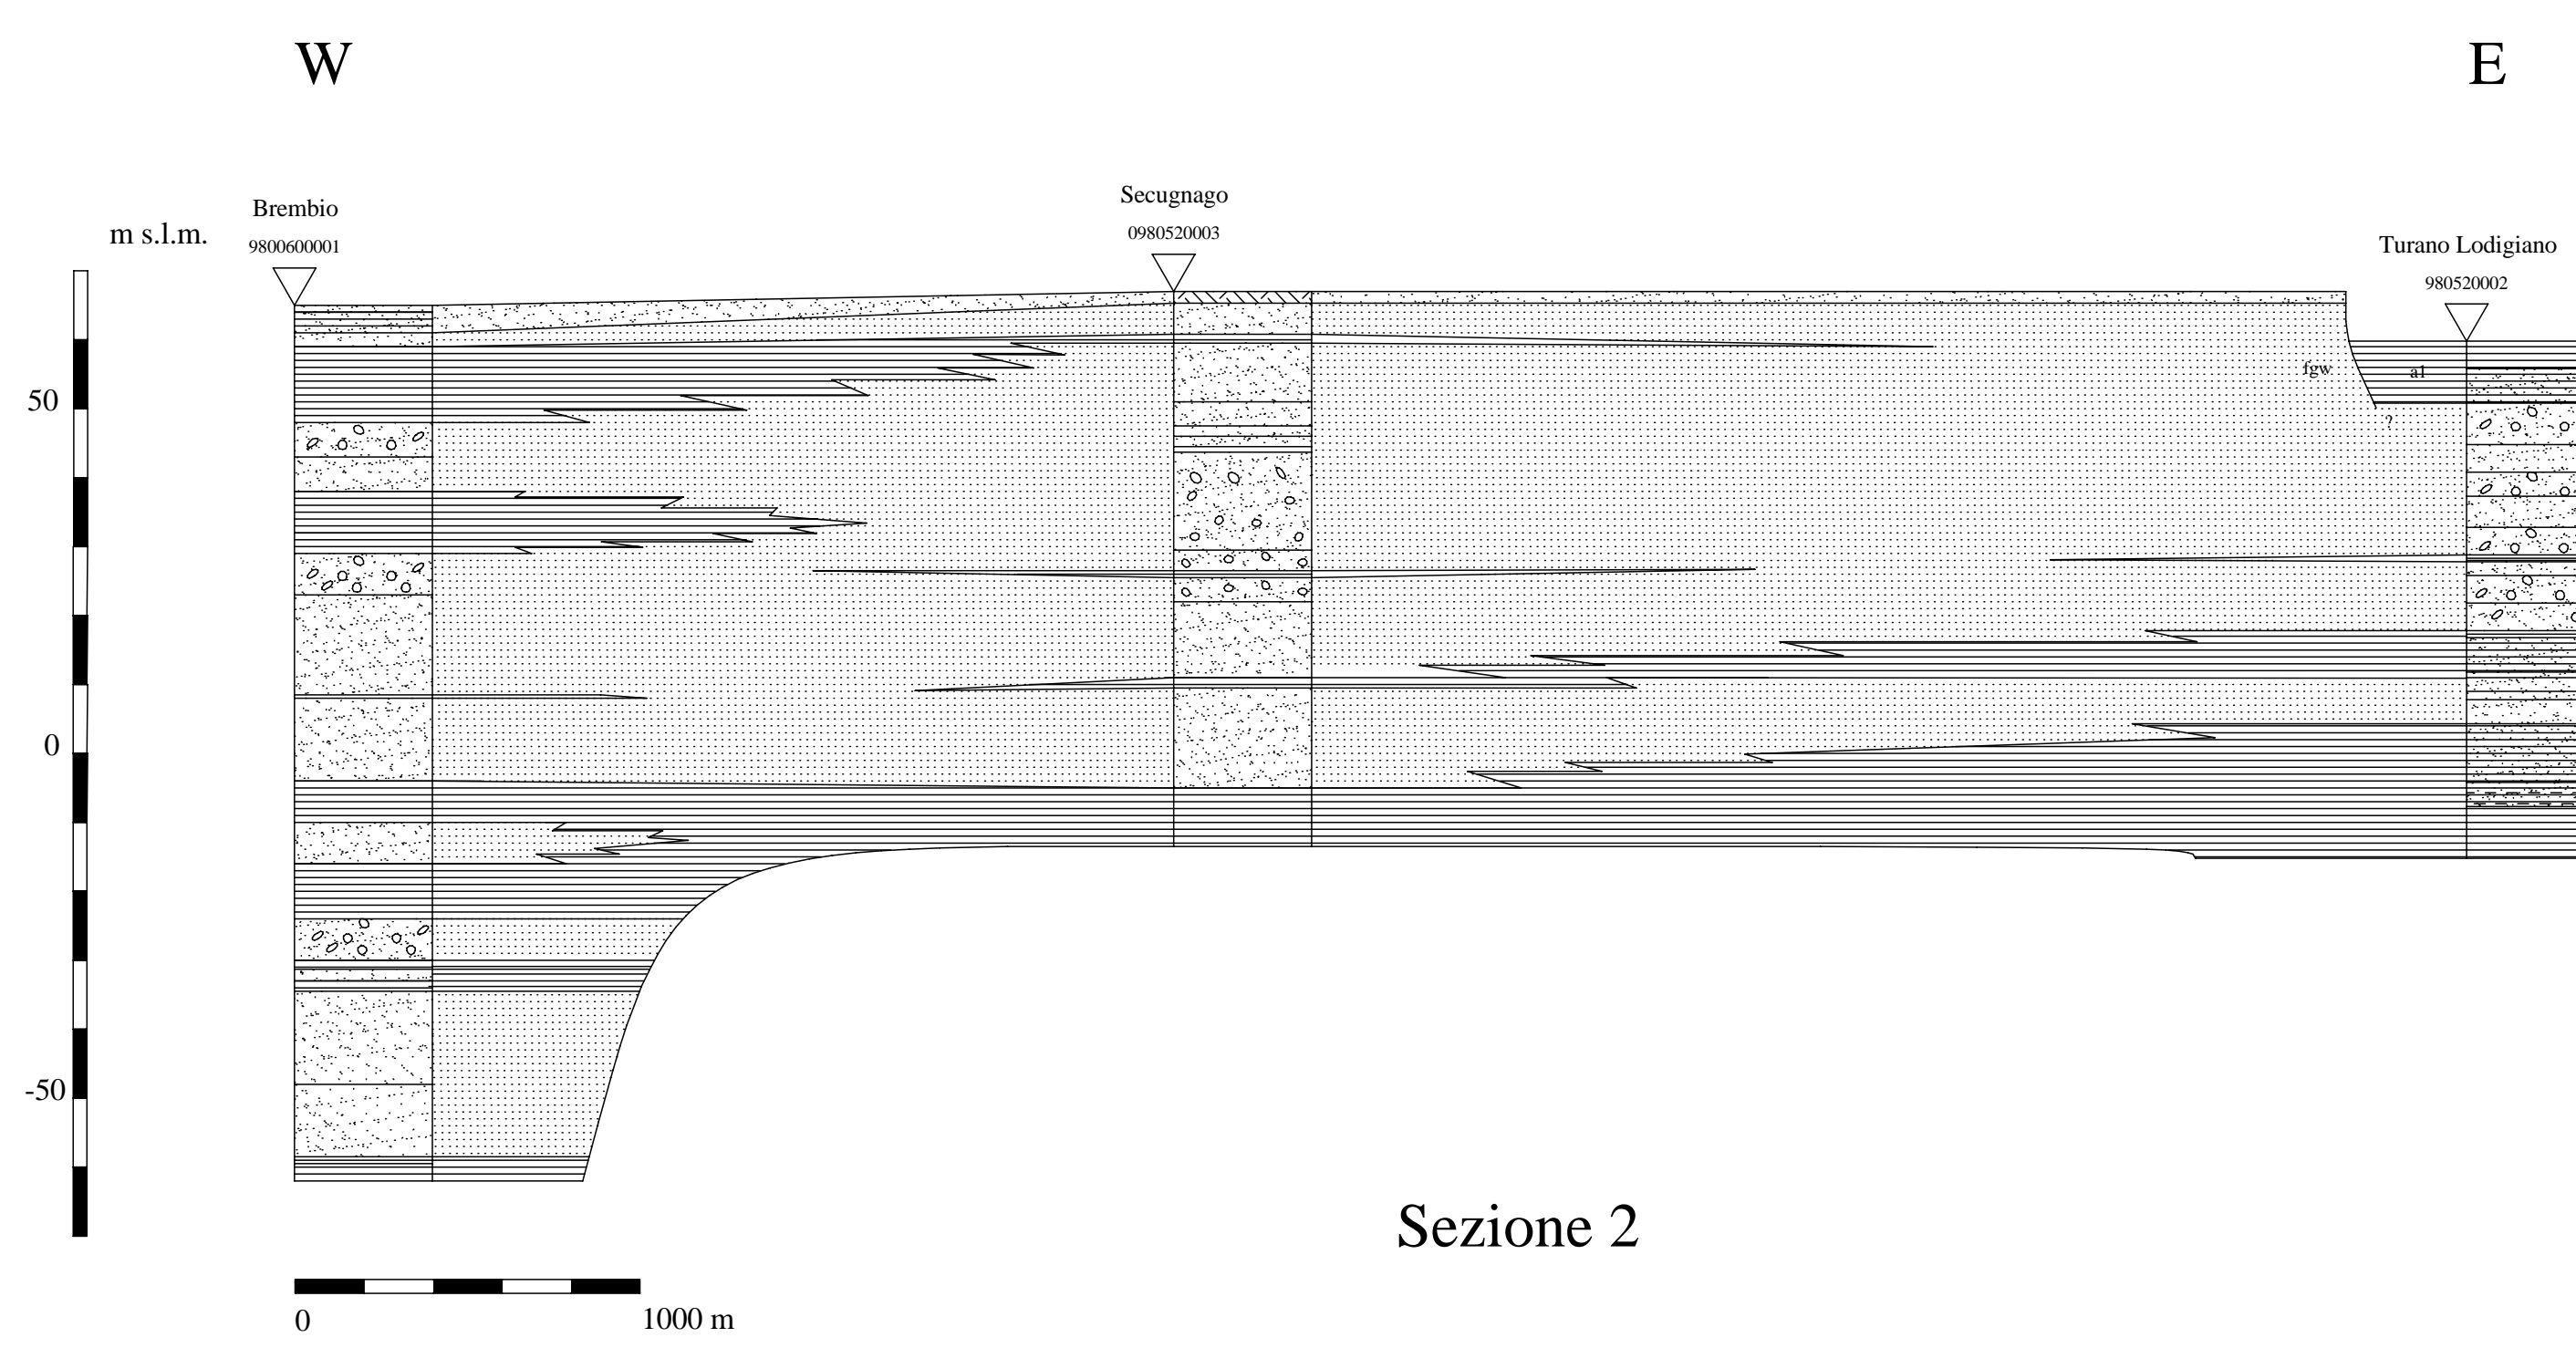 W
E
Brembio
9800600001
Secugnago
0980520003
Turano Lodigiano
980520002
m s.l.m.
50
0
-50
fgw
a1
?
Sezione 2
0
1000 m